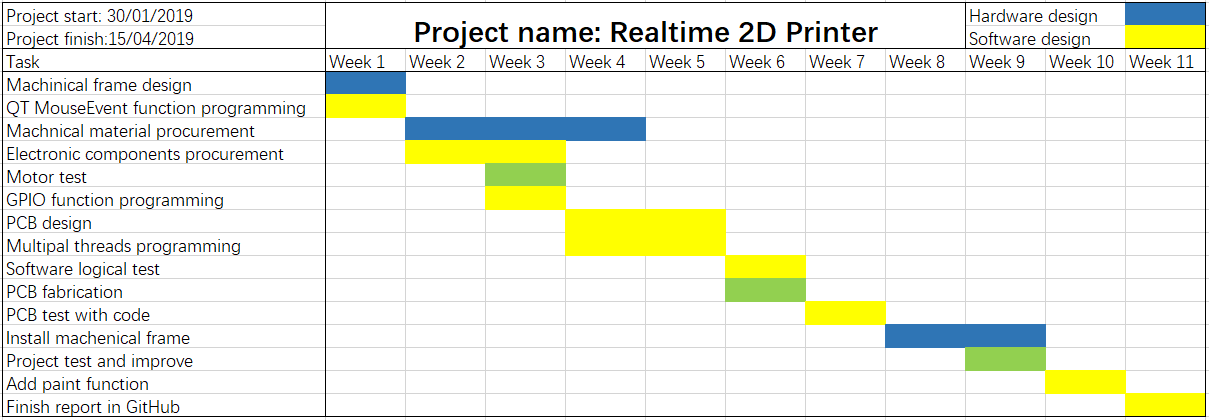 Project start: 30/01/2019
Project finish:15/04/2019
Project name: Realtime 2D Printer
Hardware design
Software design
Task Week 1 Week 2 Week 3 Week 4 Week 5 Week 6 Week 7 Week 8 Week 9 Week 10 Week 11
Machinical frame design
QT MouseEvent function programming
Machnical material procurement
Electronic components procurement
Motor test
GPIO function programming
PCB design
Multipal threads programming
Software logical test
PCB fabrication
PCB test with code
Install machenical frame
Project test and improve
Add paint function
Finish report in GitHub